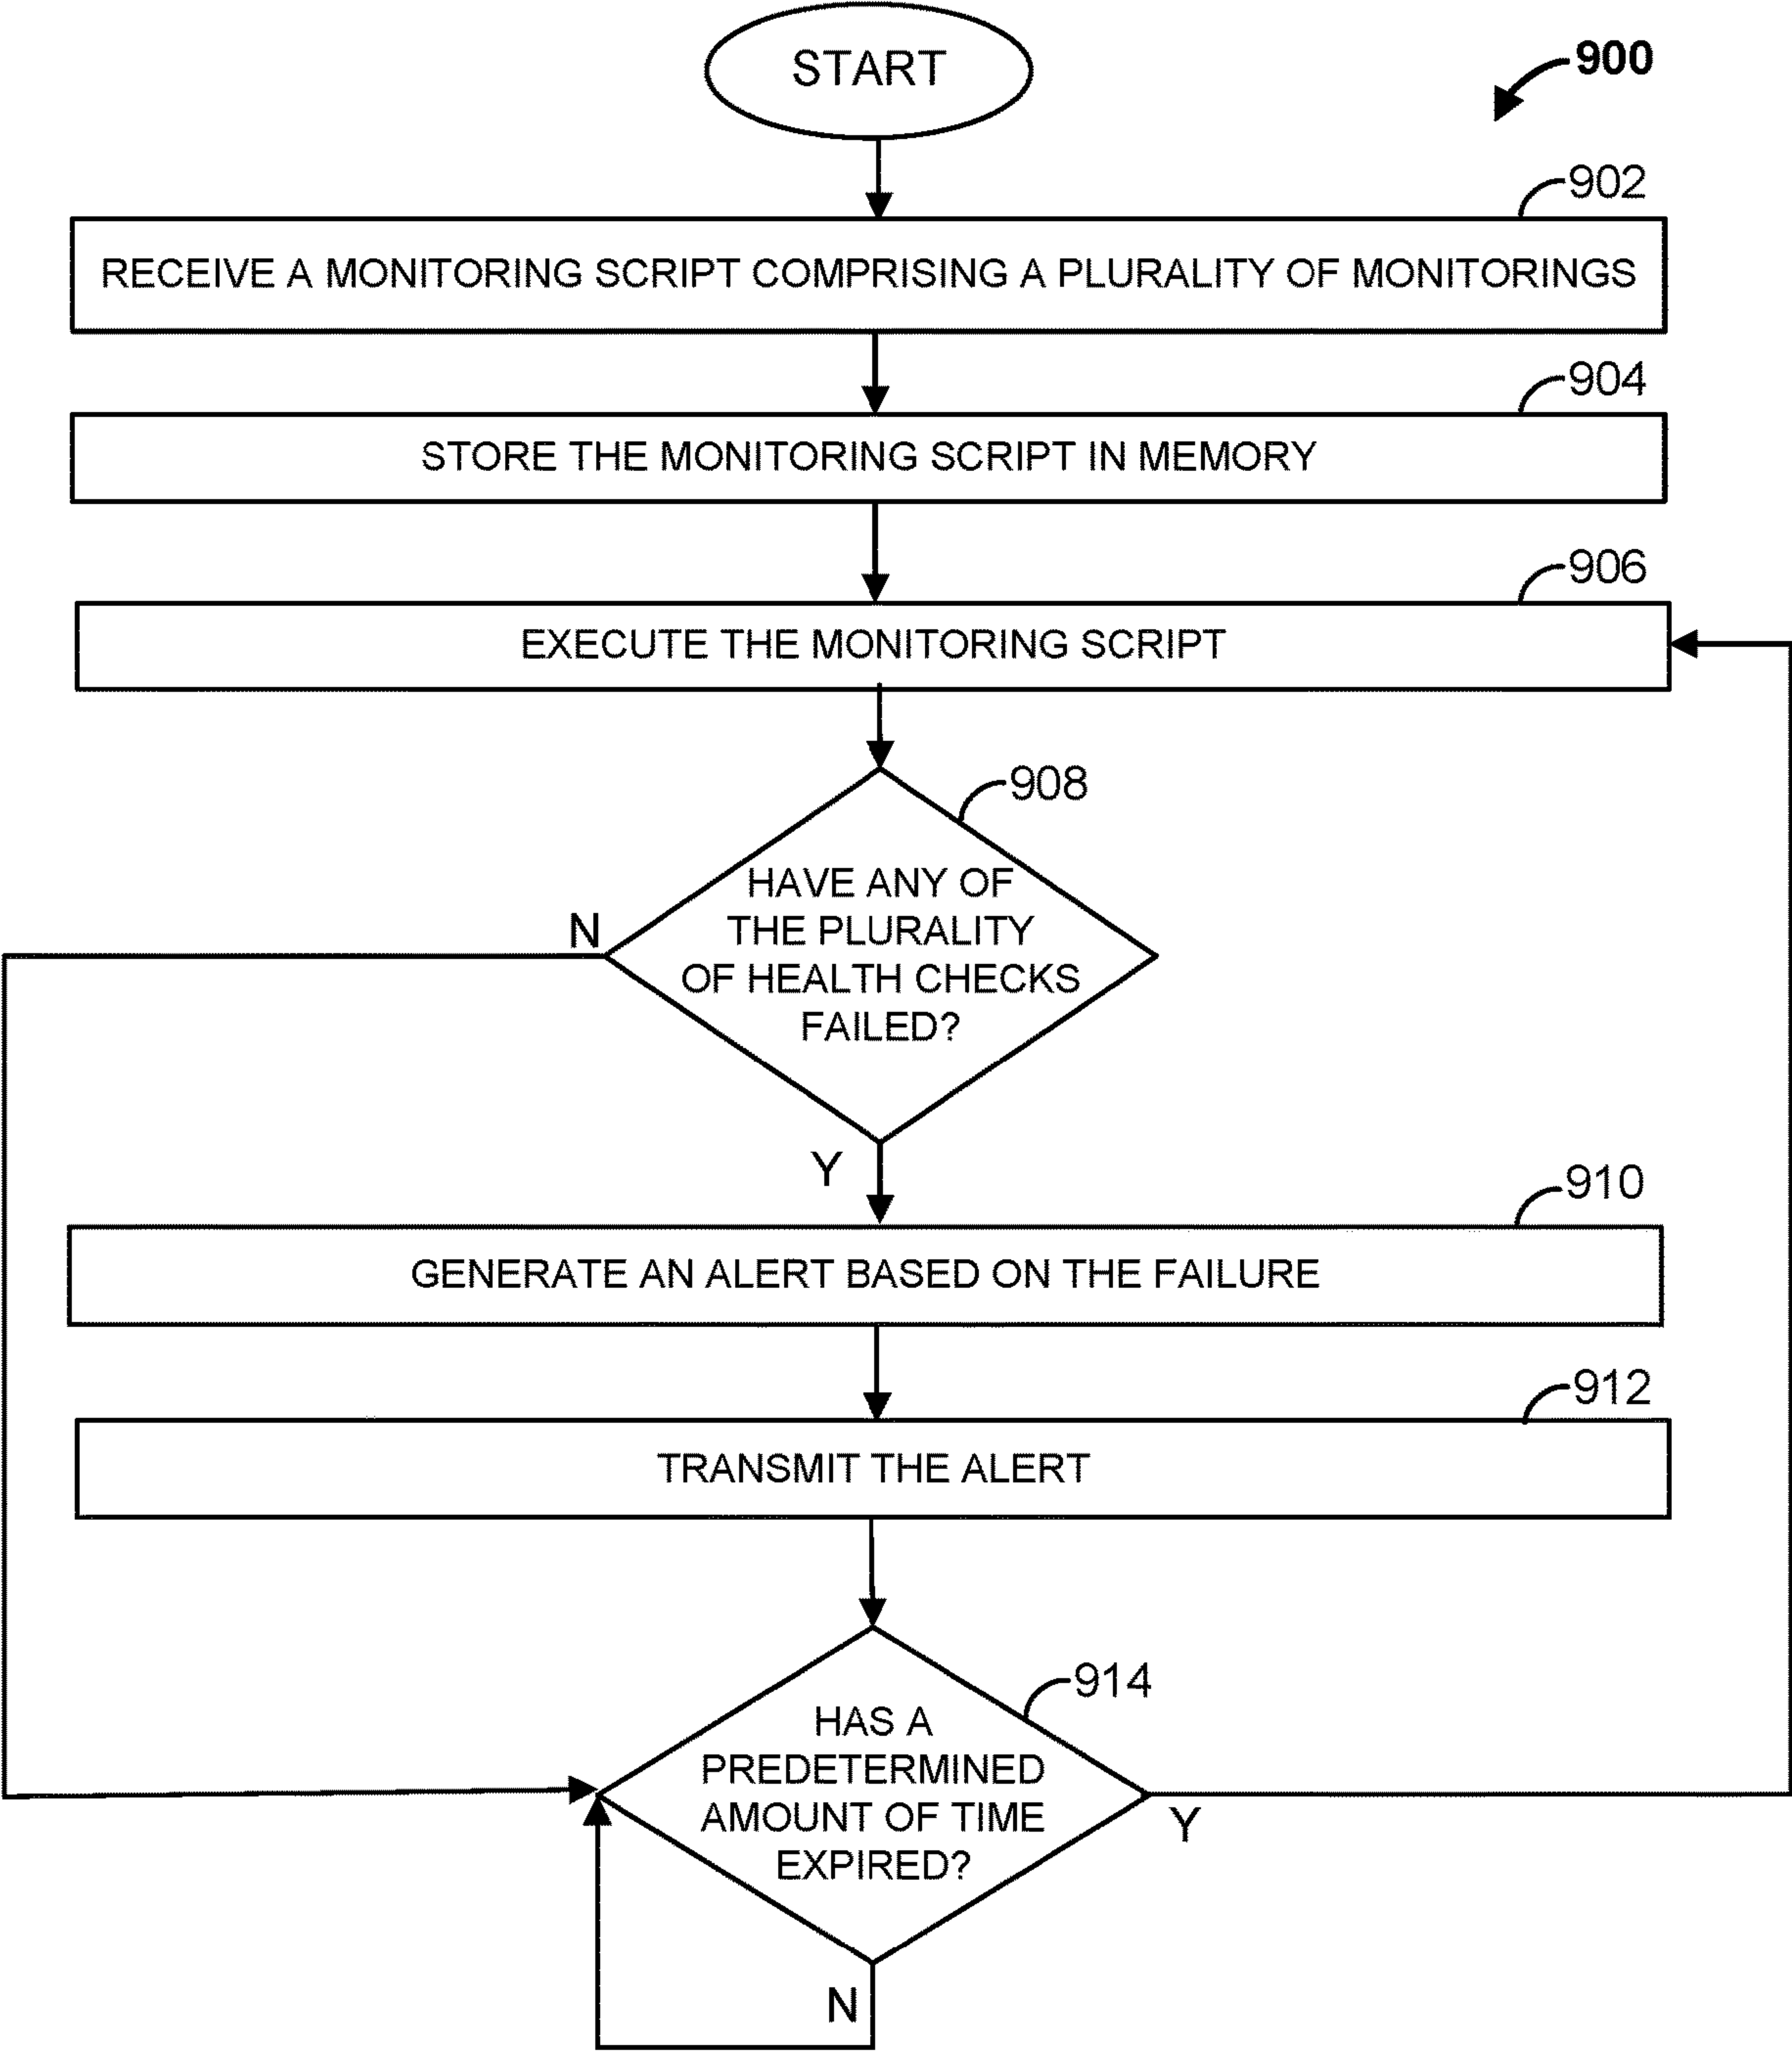 START
900
902
RECEIVE A MONITORING SCRIPT COMPRISING A PLURALITY OF MONITORINGS
904
STORE THE MONITORING SCRIPT IN MEMORY
906
EXECUTE THE MONITORING SCRIPT
908
HAVE ANY OF
THE PLURALITY
OF HEALTH CHECKS
FAILED?
N
Y
910
GENERATE AN ALERT BASED ON THE FAILURE
912
TRANSMIT THE ALERT
914
HAS A
PREDETERMINED
AMOUNT OF TIME
EXPIRED?
Y
N